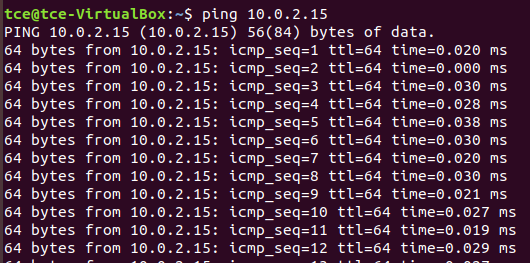 tce@tce-VirtualBox:~$ ping 10.0.2.15
PING 10.0.2.15 (10.0.2.15) 56(84) bytes of data.
64 bytes from 10.0.2.15: icmp_seq=1 ttl=64 time=0.020 ms
64 bytes from 10.0.2.15: icmp_seq=2 ttl=64 time=0.000 ms
64 bytes from 10.0.2.15: icmp_seq=3 ttl=64 time=0.030 ms
64 bytes from 10.0.2.15: icmp_seq=4 ttl=64 time=0.028 ms
64 bytes from 10.0.2.15: icmp_seq=5 ttl=64 time=0.038 ms
64 bytes from 10.0.2.15: icmp_seq=6 ttl=64 time=0.030 ms
64 bytes from 10.0.2.15: icmp_seq=7 ttl=64 time=0.020 ms
64 bytes from 10.0.2.15: icmp_seq=8 ttl=64 time=0.030 ms
64 bytes from 10.0.2.15: icmp_seq=9 ttl=64 time=0.021 ms
64 bytes from 10.0.2.15: icmp_seq=10 ttl=64 time=0.027 ms
64 bytes from 10.0.2.15: icmp_seq=11 ttl=64 time=0.019 ms
64 bytes from 10.0.2.15: icmp_seq=12 ttl=64 time=0.029 ms